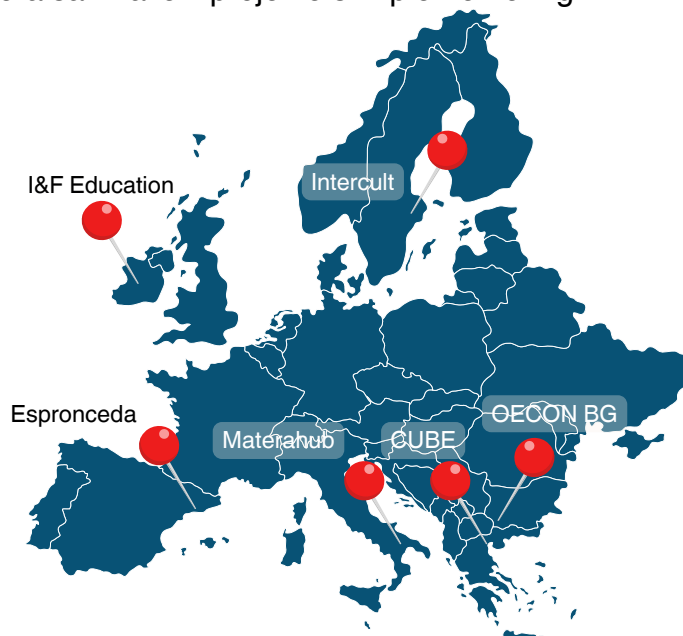 I&F Education
Intercult
Espronceda
Materahub
CUBE
OECON BG